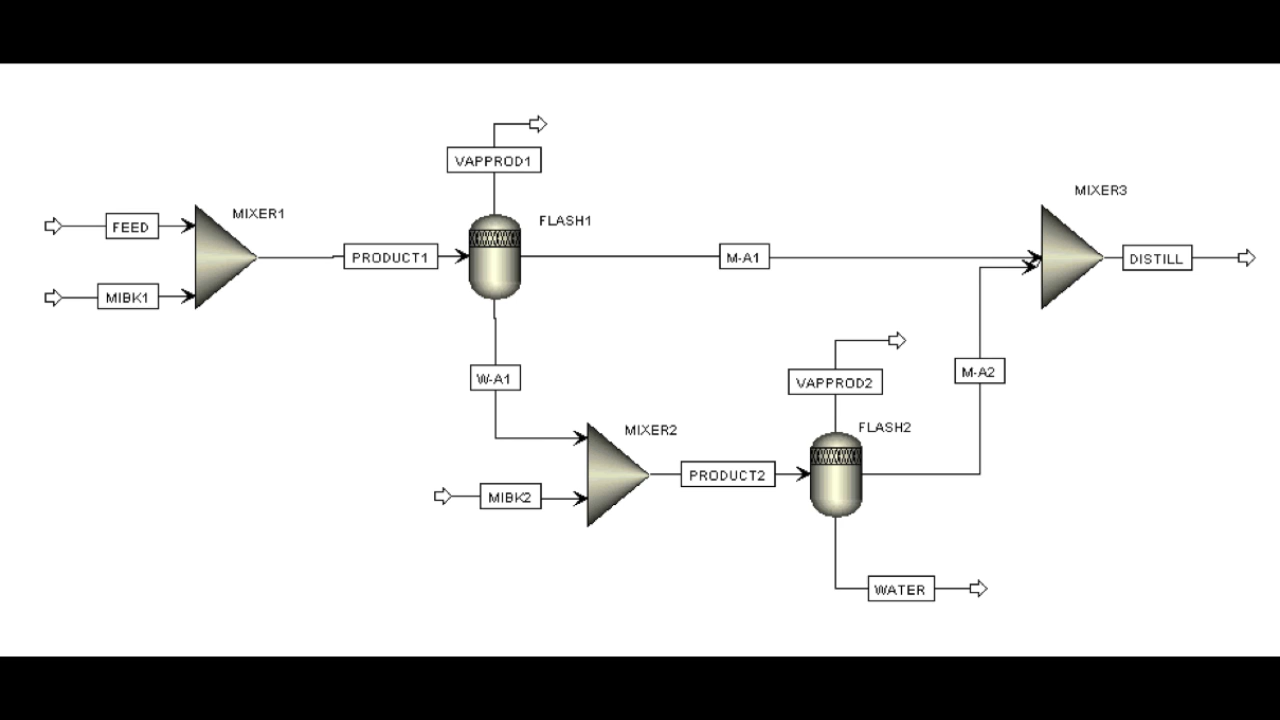 VAPPROD1
MIXER3
MIXER1
FLASH1
FEED
PRODUCT1
M-A1
DISTILL
MIBK1
W-A1
VAPPROD2
M-A2
MIXER2
FLASH2
PRODUCT2
MIBK2
WATER